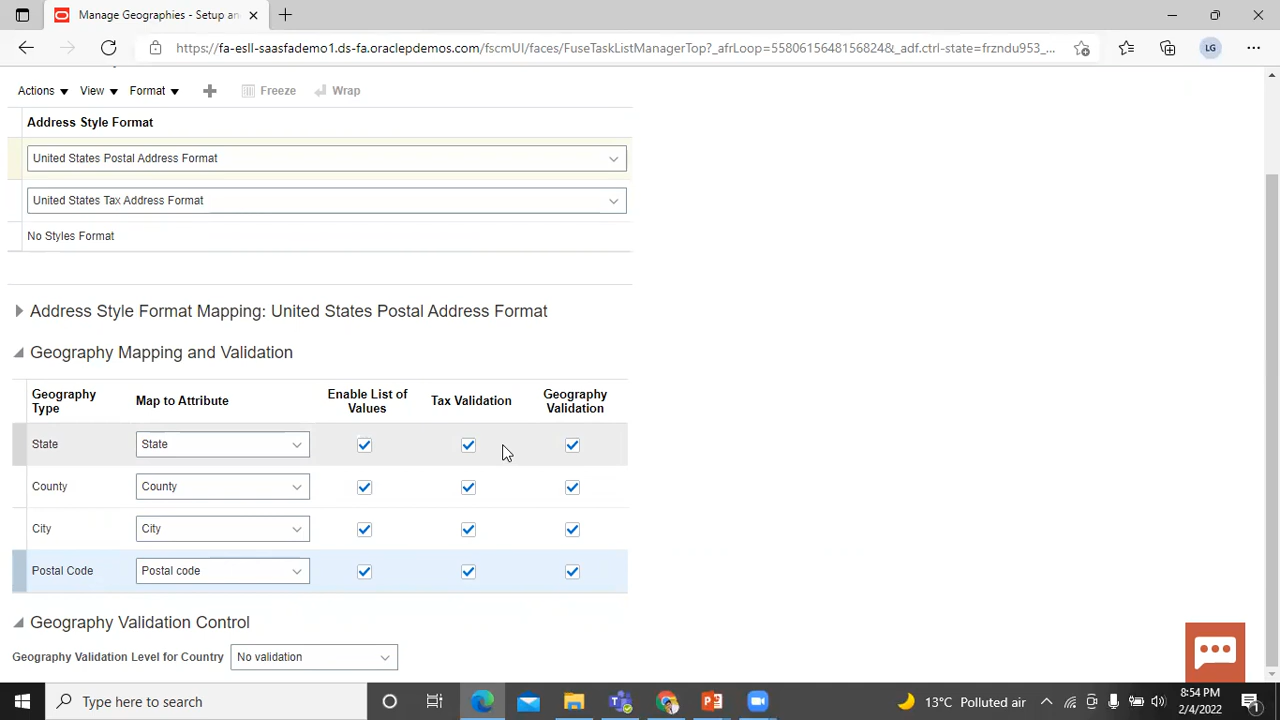 Manage Geographies - Setup an
https://fa-esll-saasfademo1.ds-fa.oraclepdemos.com/fscmUI/faces/FuseTaskListManagerTop?_afrLoop=5580615648156824&_adf.ctrl-state=frzndu953_...
LG
Actions View Format Freeze Wrap
Address Style Format
United States Postal Address Format
United States Tax Address Format
No Styles Format
Address Style Format Mapping: United States Postal Address Format
Geography Mapping and Validation
Geography Type Map to Attribute Enable List of Values Tax Validation Geography Validation
State State
County County
City City
Postal Code Postal code
Geography Validation Control
Geography Validation Level for Country No validation
Type here to search 13°C Polluted air 8:54 PM
2/4/2022 1